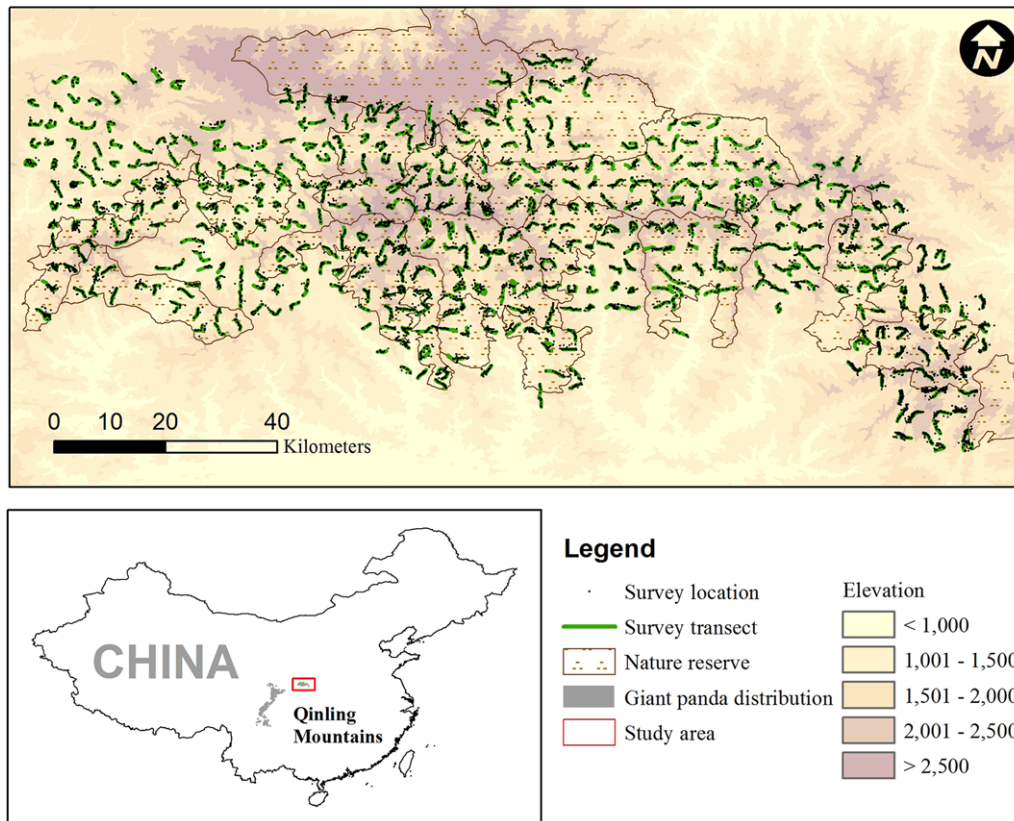 N
0 10 20 40
Kilometers
CHINA
Qinling
Mountains
Legend
Survey location
Survey transect
Nature reserve
Giant panda distribution
Study area
Elevation
< 1,000
1,001 - 1,500
1,501 - 2,000
2,001 - 2,500
> 2,500